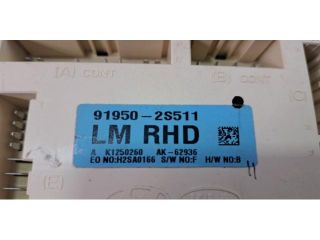 (A) CONT
(B) CONT
(C)
91950-2S511
LM RHD
A K1250260 AK-62936
EO NO:H2SA0166 S/W NO:F H/W NO:B